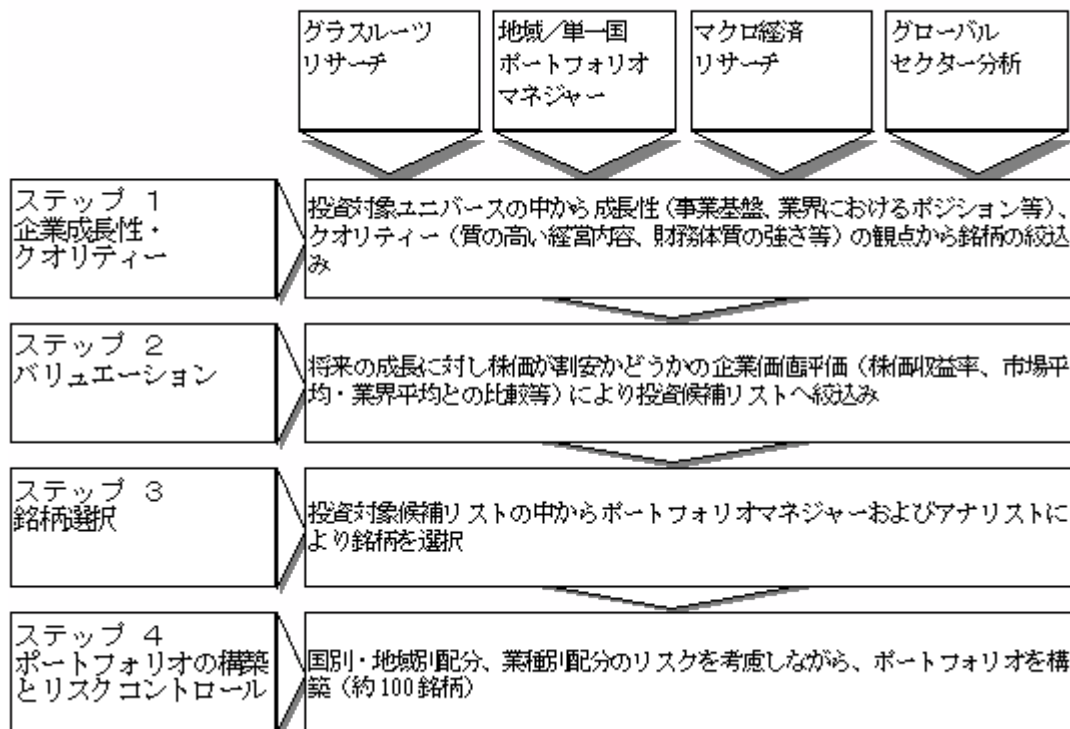 グラスルーツ
リサーチ
地域／単一国
ポートフォリオ
マネジャー
マクロ経済
リサーチ
グローバル
セクター分析
ステップ 1
企業成長性・
クオリティー
投資対象ユニバースの中から成長性（事業基盤、業界におけるポジション等）、
クオリティー（質の高い経営内容、財務体質の強さ等）の観点から銘柄の絞込
み
ステップ 2
バリュエーション
将来の成長に対し株価が割安かどうかの企業価値評価（株価収益率、市場平
均・業界平均との比較等）により投資候補リストへ絞込み
ステップ 3
銘柄選択
投資対象候補リストの中からポートフォリオマネジャーおよびアナリストに
より銘柄を選択
ステップ 4
ポートフォリオの構築
とリスクコントロール
国別・地域別配分、業種別配分のリスクを考慮しながら、ポートフォリオを構
築（約100銘柄）